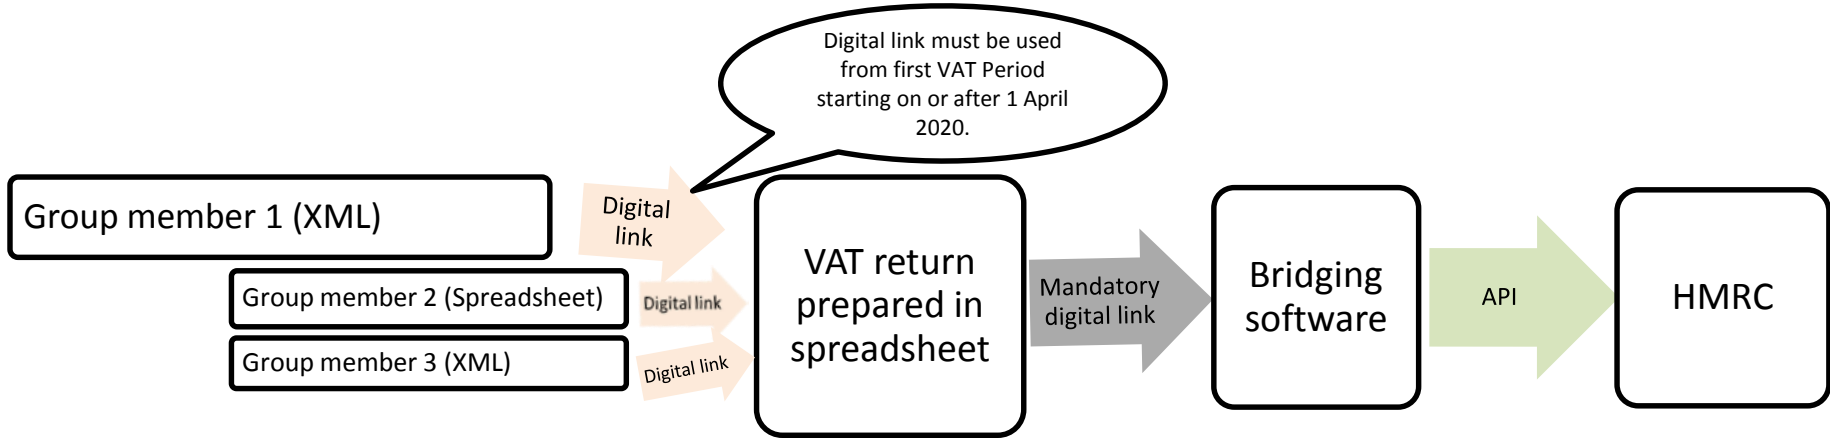 Digital link must be used
from first VAT Period
starting on or after 1 April
2020.
Group member 1 (XML)
Digital
link
Group member 2 (Spreadsheet)
Digital link
Group member 3 (XML)
Digital link
VAT return
prepared in
spreadsheet
Mandatory
digital link
Bridging
software
API
HMRC